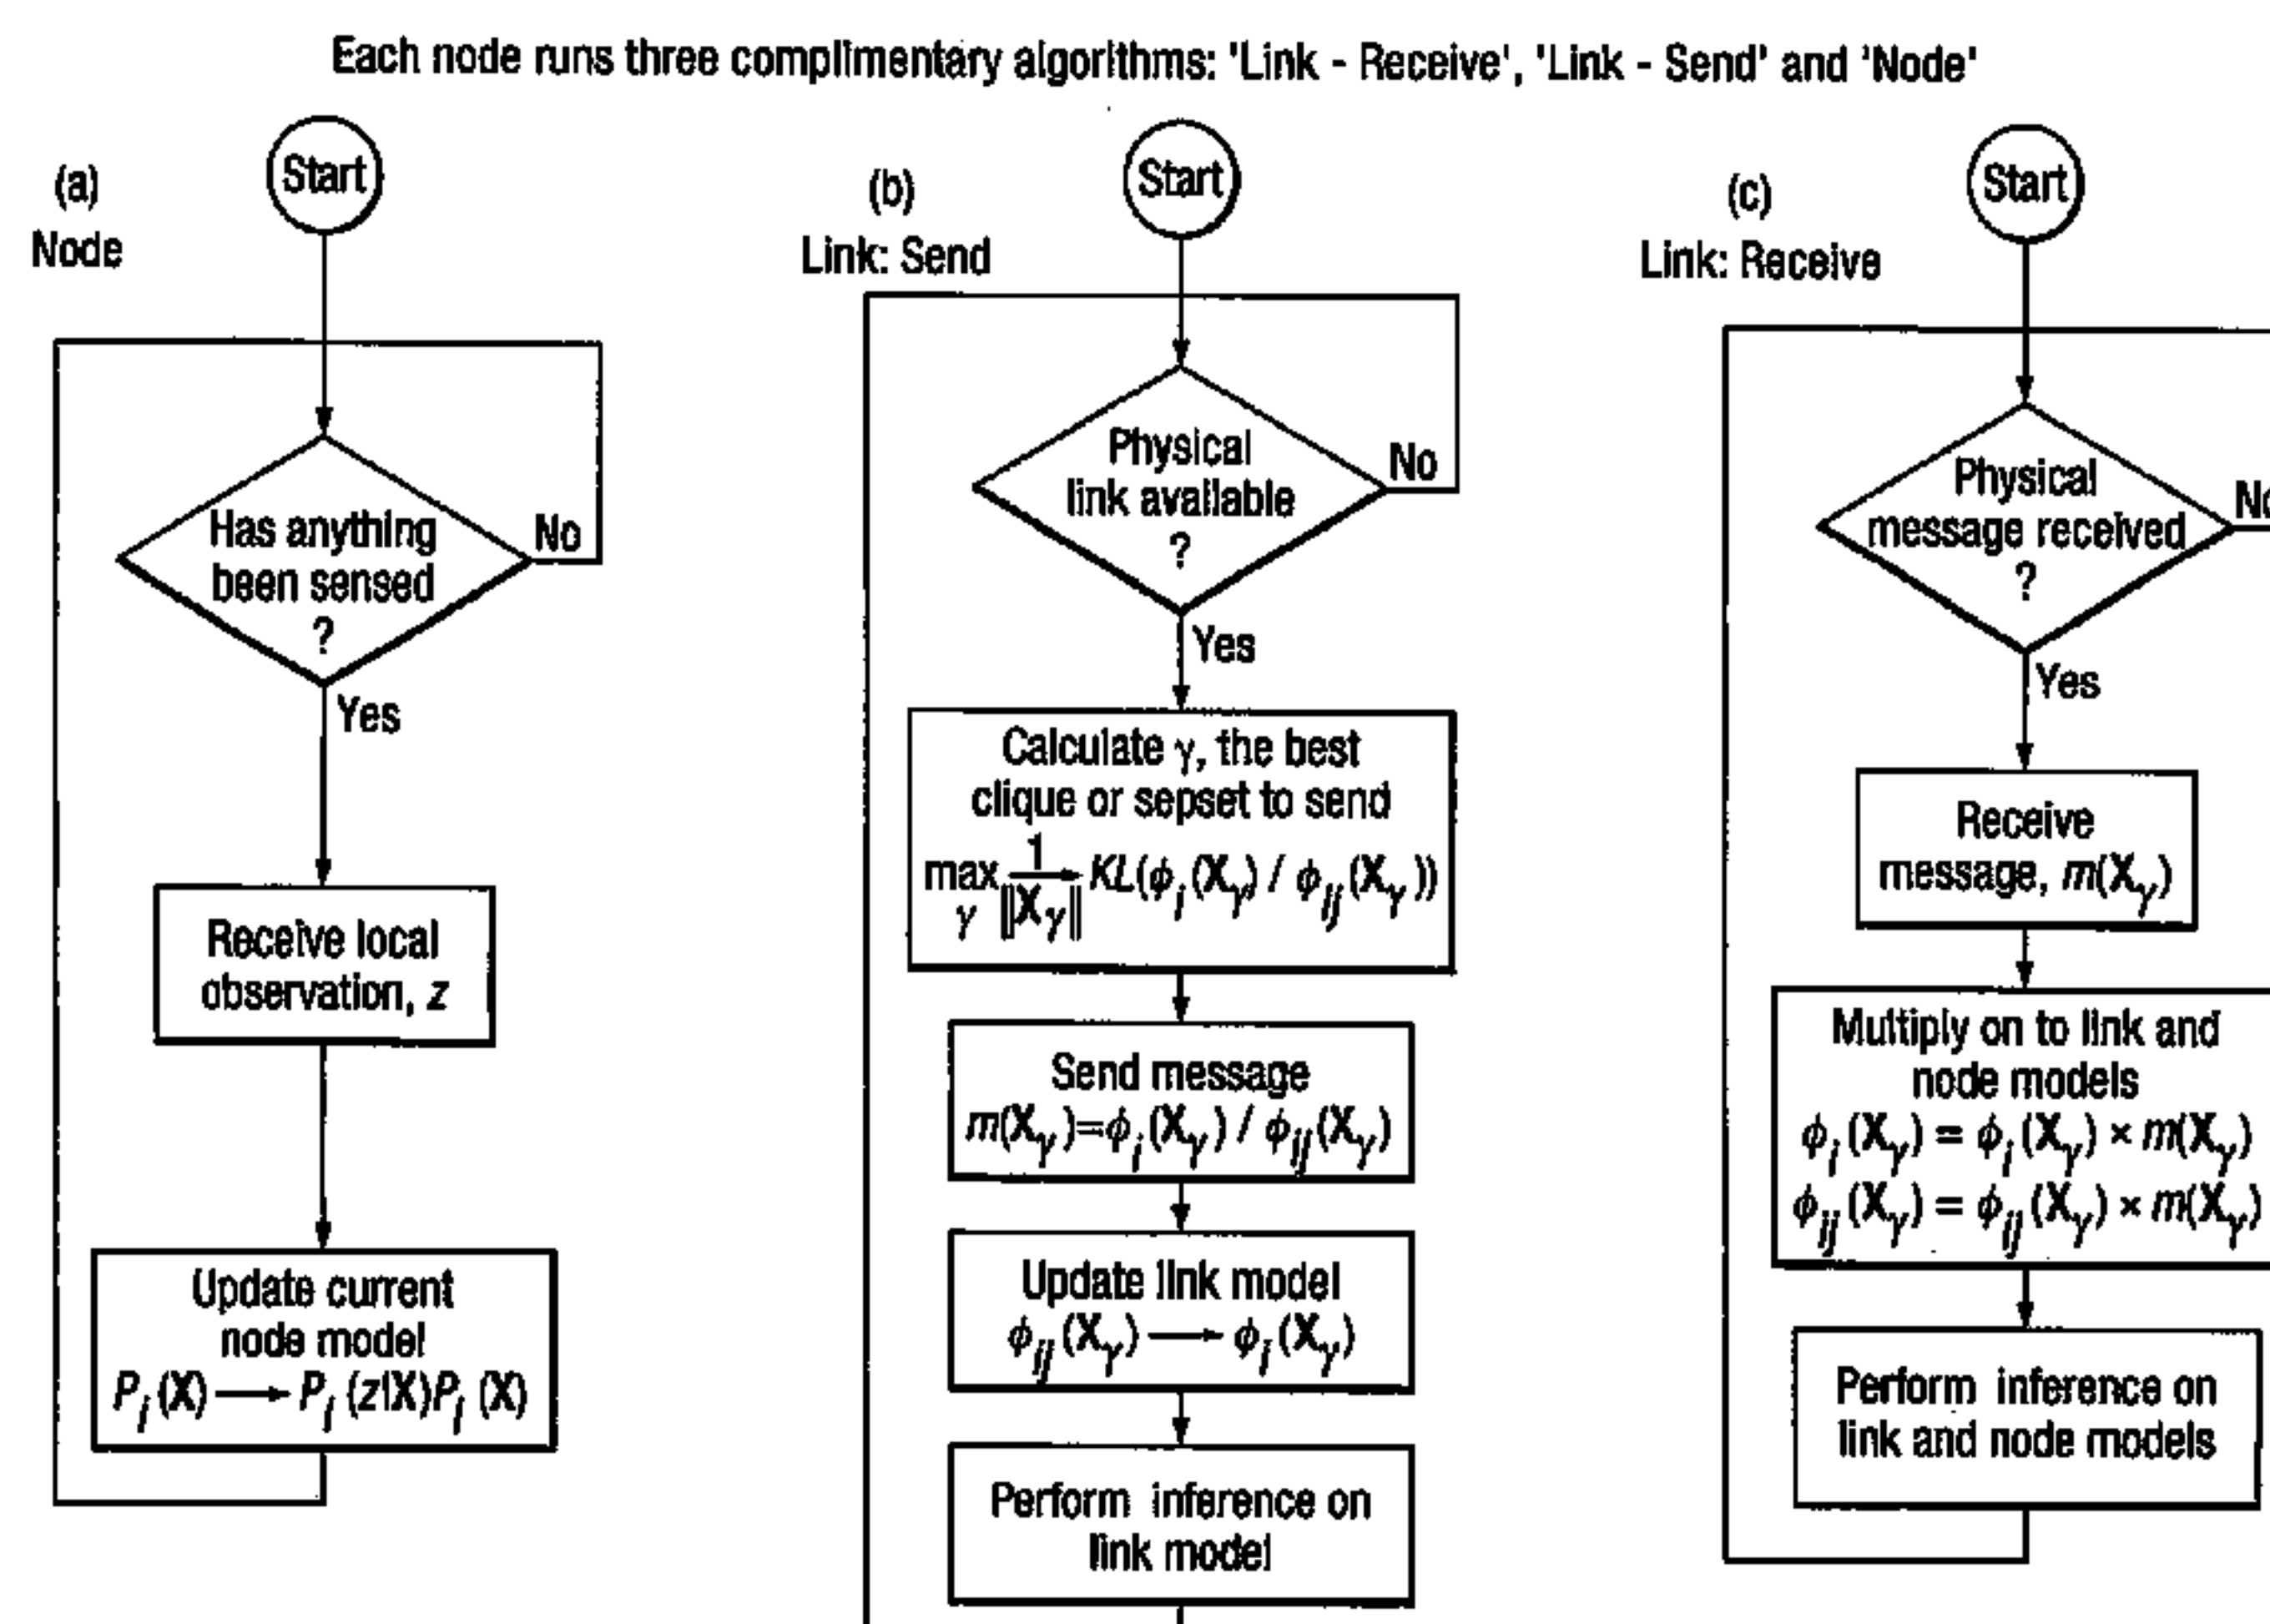 Each node runs three complimentary algorithms: 'Link - Receive', 'Link - Send' and 'Node'
(a)
Node
Start
Has anything
been sensed
?
No
Yes
Receive local
observation, z
Update current
node model
P_i(X) → P_i(z|X)P_i(X)
(b)
Link: Send
Start
Physical
link available
?
No
Yes
Calculate γ, the best
clique or sepset to send
max_γ 1/‖X_γ‖ KL(ϕ_i(X_γ) / ϕ_ij(X_γ))
Send message
m(X_γ)=ϕ_i(X_γ) / ϕ_ij(X_γ)
Update link model
ϕ_ij(X_γ) → ϕ_i(X_γ)
Perform inference on
link model
(c)
Link: Receive
Start
Physical
message received
?
No
Yes
Receive
message, m(X_γ)
Multiply on to link and
node models
ϕ_i(X_γ) = ϕ_i(X_γ) × m(X_γ)
ϕ_ij(X_γ) = ϕ_ij(X_γ) × m(X_γ)
Perform inference on
link and node models